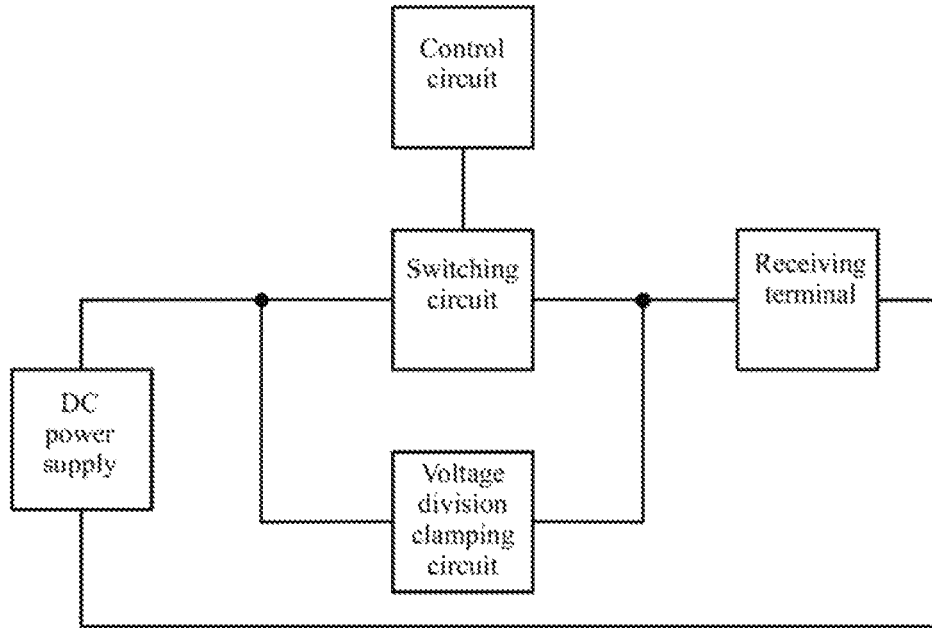 Control
circuit
Switching
circuit
Receiving
terminal
DC
power
supply
Voltage
division
clamping
circuit